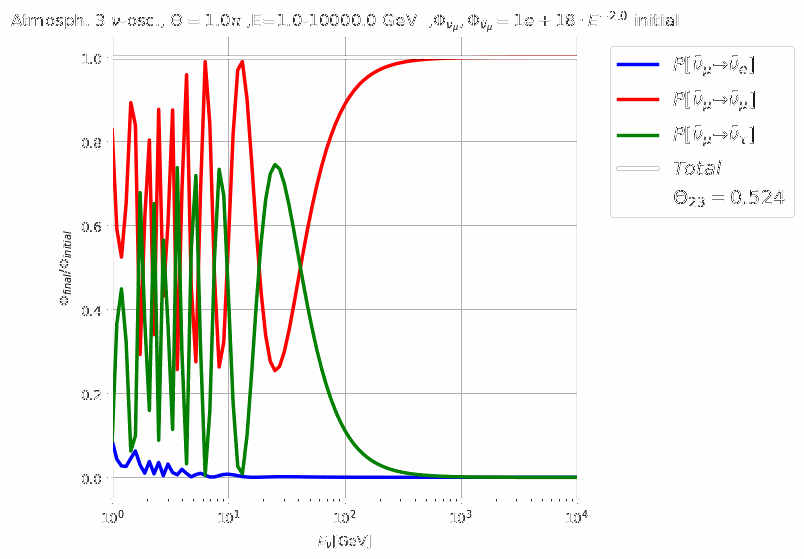 Atmosph. 3 ν-osc., Θ = 1.0π ,E=1.0-10000.0 GeV ,Φ_{ν_μ}, Φ_{ν̄_μ} = 1e + 18 · E^{-2.0} initial
P[ν̄_μ→ν̄_e]
P[ν̄_μ→ν̄_μ]
P[ν̄_μ→ν̄_τ]
Total
Θ_{23} = 0.524
1.0
0.8
0.6
0.4
0.2
0.0
Φ_{final}/Φ_{initial}
10^0 10^1 10^2 10^3 10^4
E_ν[GeV]